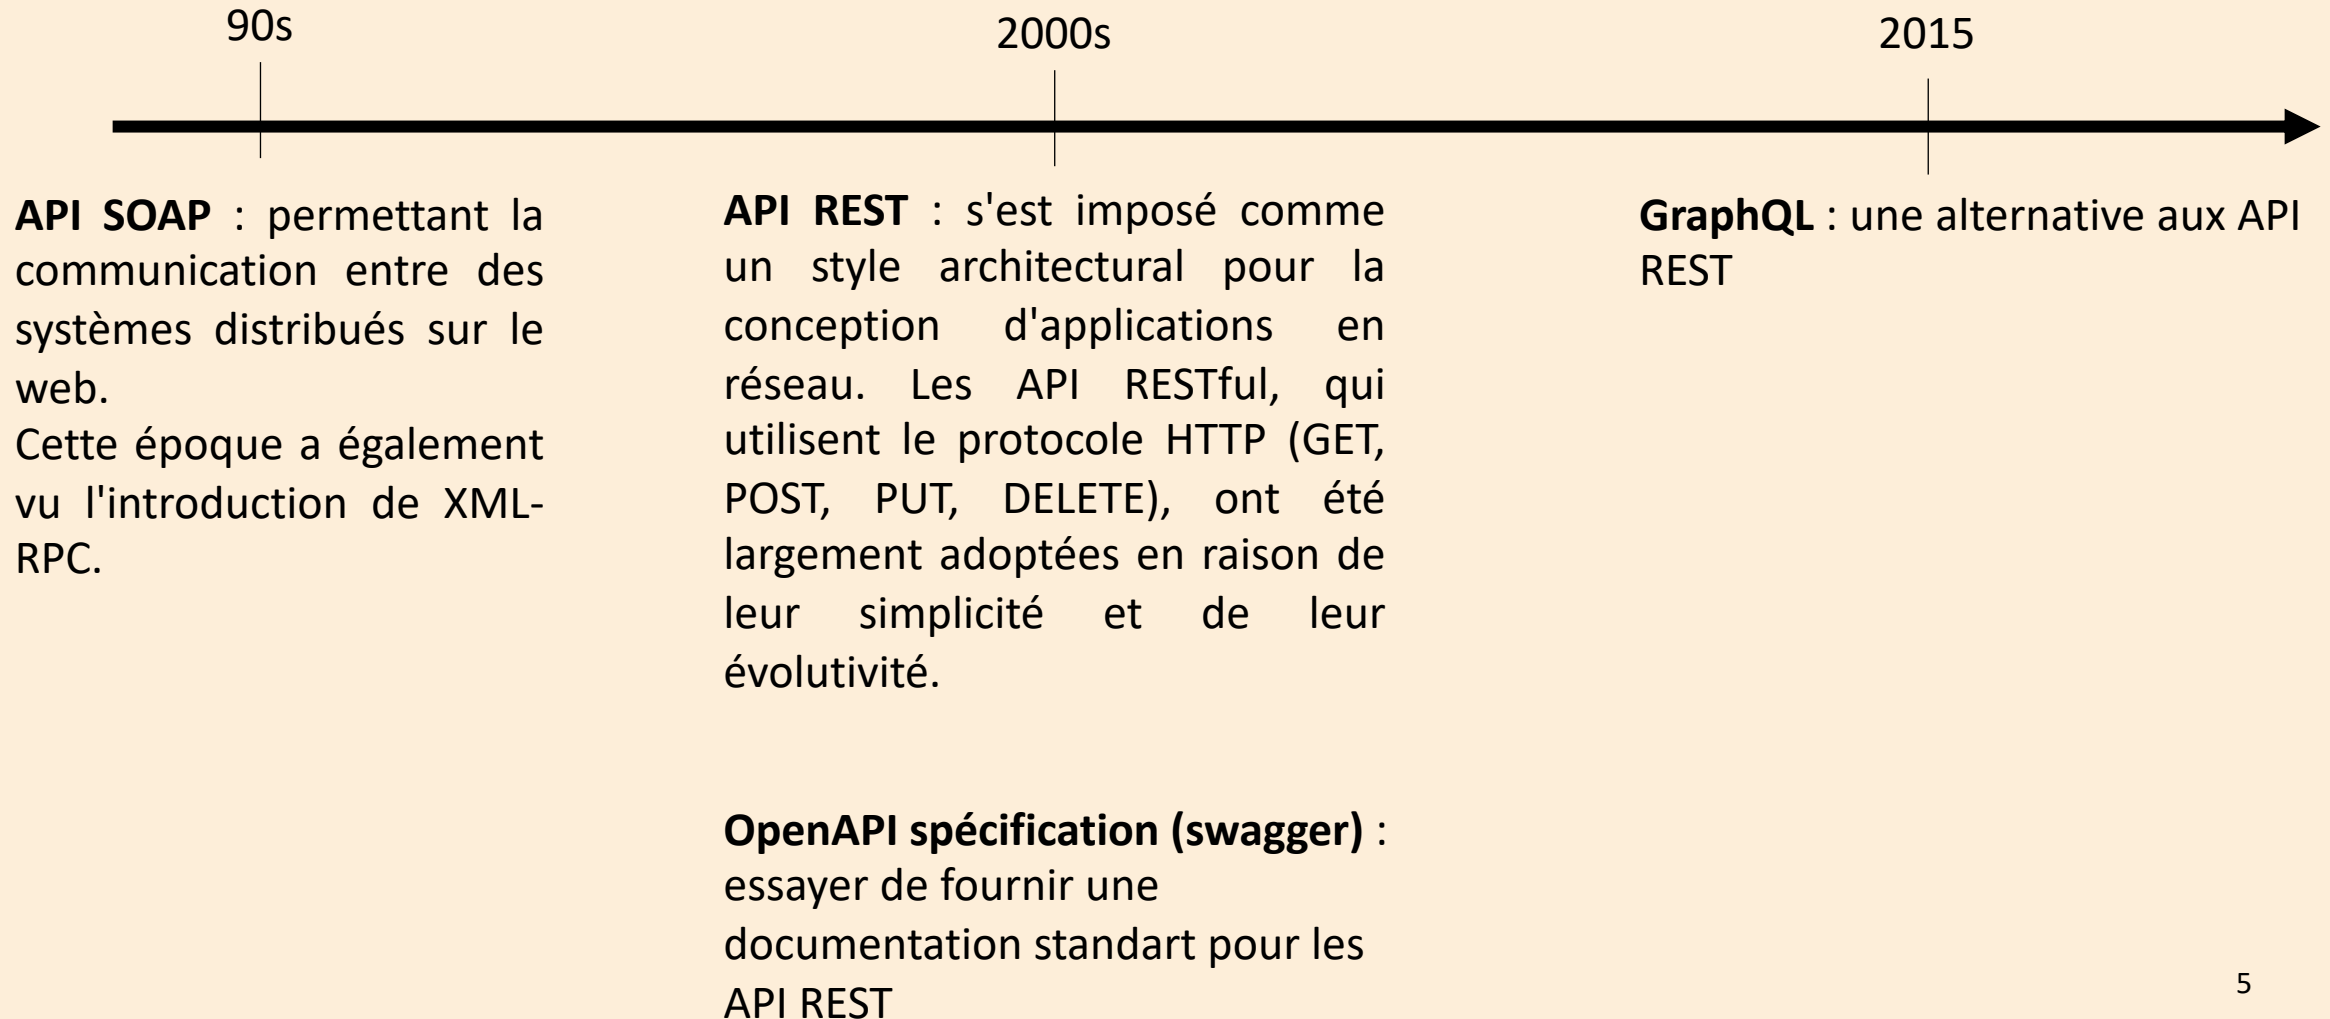 90s
2000s
2015
API SOAP : permettant la
communication entre des
systèmes distribués sur le
web.
Cette époque a également
vu l'introduction de XML-
RPC.
API REST : s'est imposé comme
un style architectural pour la
conception d'applications en
réseau. Les API RESTful, qui
utilisent le protocole HTTP (GET,
POST, PUT, DELETE), ont été
largement adoptées en raison de
leur simplicité et de leur
évolutivité.
OpenAPI spécification (swagger) :
essayer de fournir une
documentation standart pour les
API REST
GraphQL : une alternative aux API
REST
5